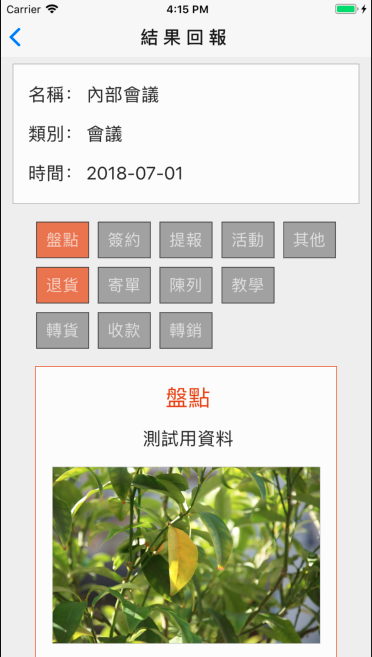 Carrier 4:15 PM
結果回報
名稱： 內部會議
類別： 會議
時間： 2018-07-01
盤點 簽約 提報 活動 其他
退貨 寄單 陳列 教學
轉貨 收款 轉銷
盤點
測試用資料